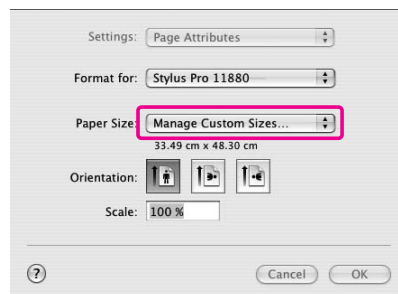 Settings: Page Attributes
Format for: Stylus Pro 11880
Paper Size: Manage Custom Sizes...
33.49 cm x 48.30 cm
Orientation:
Scale: 100 %
? Cancel OK